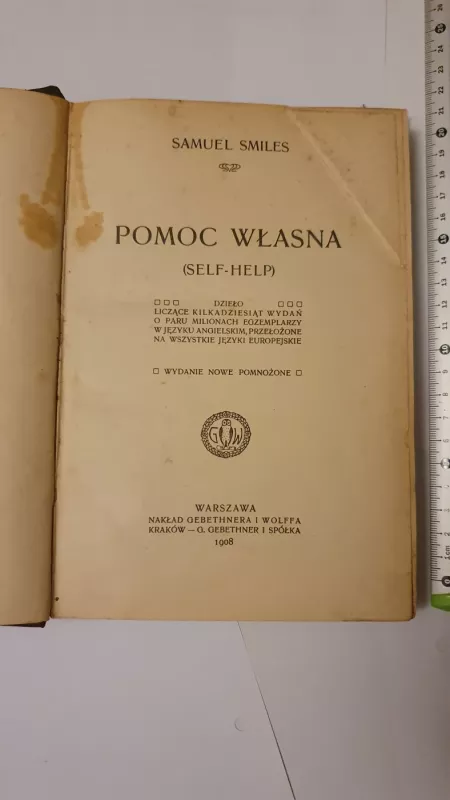 SAMUEL SMILES
POMOC WŁASNA
(SELF-HELP)
DZIEŁO
LICZĄCE KILKADZIESIĄT WYDAŃ
O PARU MILIONACH EGZEMPLARZY
W JĘZYKU ANGIELSKIM, PRZEŁOŻONE
NA WSZYSTKIE JĘZYKI EUROPEJSKIE
WYDANIE NOWE POMNOŻONE
GW
WARSZAWA
NAKŁAD GEBETHNERA I WOLFFA
KRAKÓW — G. GEBETHNER I SPÓŁKA
1908